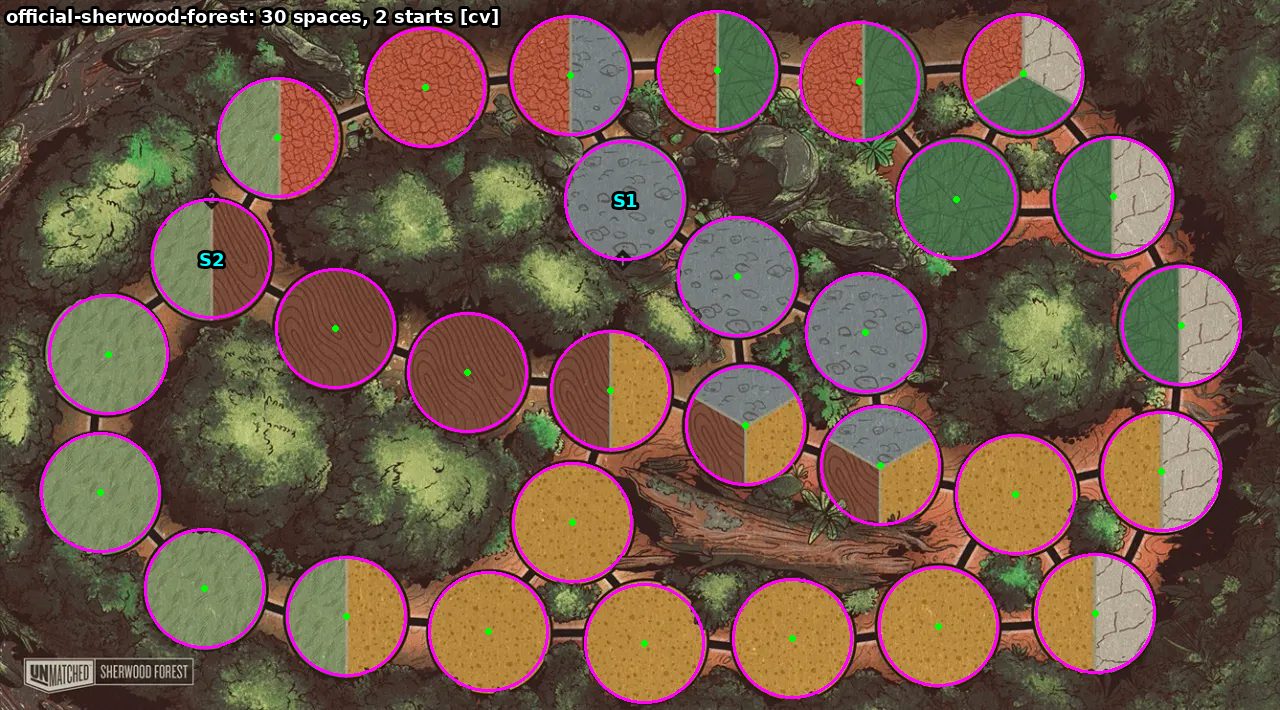 official-sherwood-forest: 30 spaces, 2 starts [cv]
S1
S2
UNMATCHED SHERWOOD FOREST